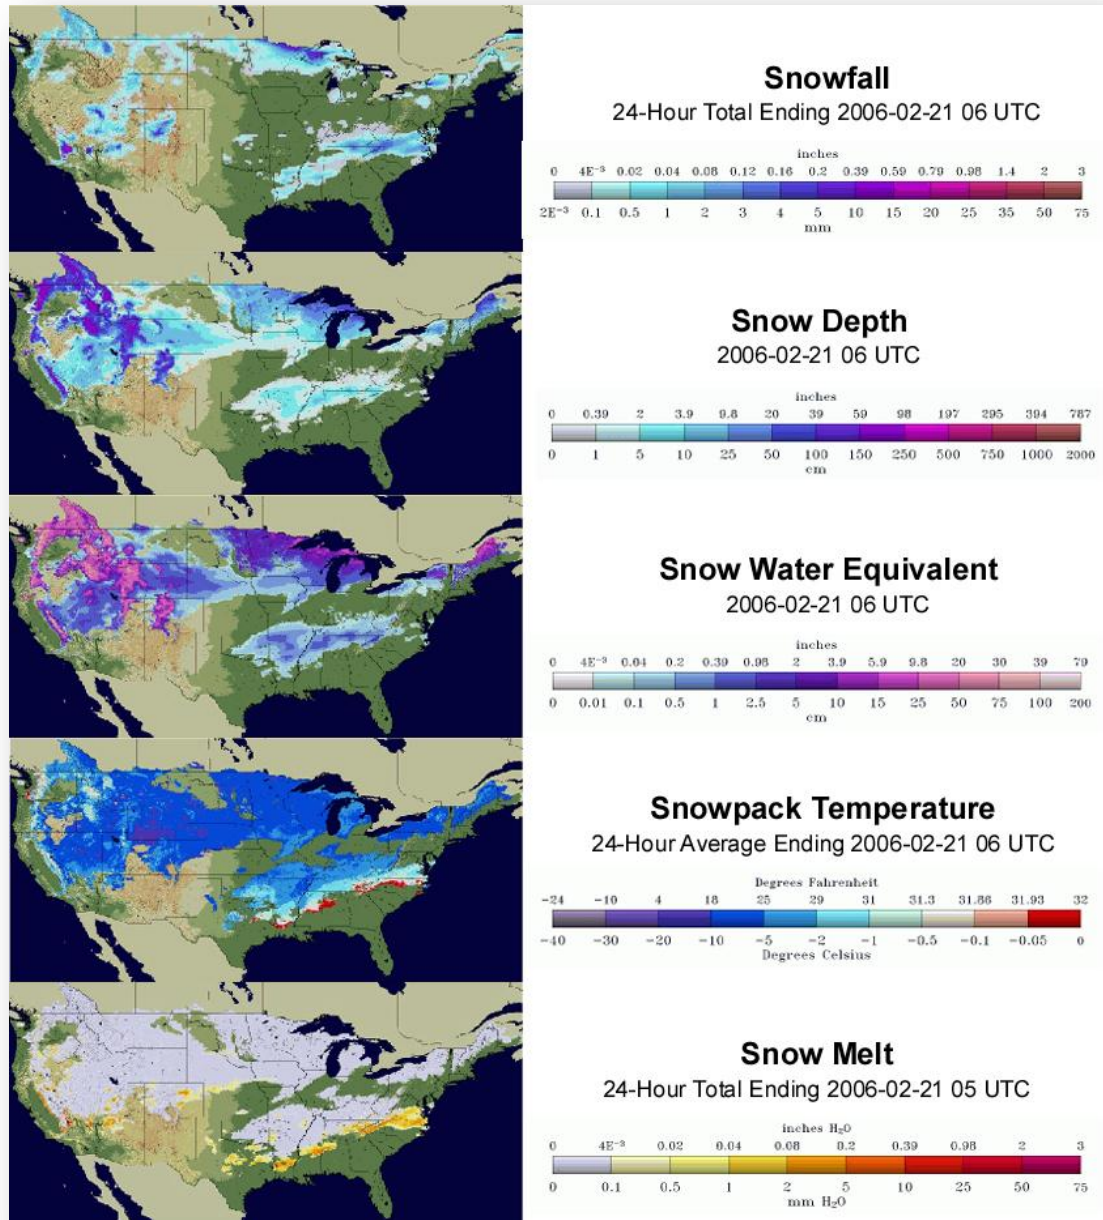 Snowfall
24-Hour Total Ending 2006-02-21 06 UTC
inches
0 4E⁻³ 0.02 0.04 0.08 0.12 0.16 0.2 0.39 0.59 0.79 0.98 1.4 2 3
2E⁻³ 0.1 0.5 1 2 3 4 5 10 15 20 25 35 50 75
mm
Snow Depth
2006-02-21 06 UTC
inches
0 0.39 2 3.9 9.8 20 39 59 98 197 295 394 787
0 1 5 10 25 50 100 150 250 500 750 1000 2000
cm
Snow Water Equivalent
2006-02-21 06 UTC
inches
0 4E⁻³ 0.04 0.2 0.39 0.98 2 3.9 5.9 9.8 20 30 39 79
0 0.01 0.1 0.5 1 2.5 5 10 15 25 50 75 100 200
cm
Snowpack Temperature
24-Hour Average Ending 2006-02-21 06 UTC
Degrees Fahrenheit
−24 −10 4 18 25 29 31 31.3 31.86 31.93 32
−40 −30 −20 −10 −5 −2 −1 −0.5 −0.1 −0.05 0
Degrees Celsius
Snow Melt
24-Hour Total Ending 2006-02-21 05 UTC
inches H₂O
0 4E⁻³ 0.02 0.04 0.08 0.2 0.39 0.98 2 3
0 0.1 0.5 1 2 5 10 25 50 75
mm H₂O